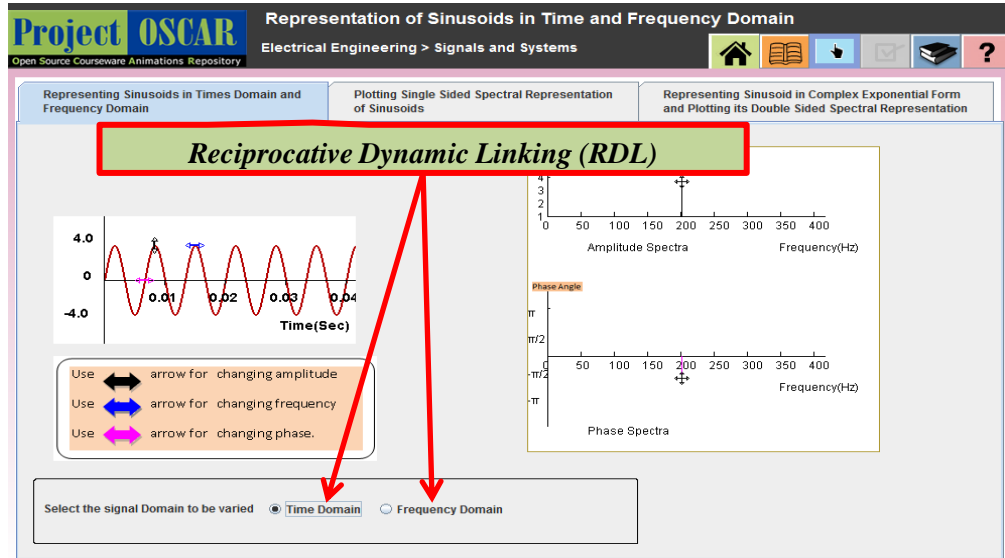 Project OSCAR
Open Source Courseware Animations Repository
Representation of Sinusoids in Time and Frequency Domain
Electrical Engineering > Signals and Systems
?
Representing Sinusoids in Times Domain and
Frequency Domain
Plotting Single Sided Spectral Representation
of Sinusoids
Representing Sinusoid in Complex Exponential Form
and Plotting its Double Sided Spectral Representation
Reciprocative Dynamic Linking (RDL)
4.0
0
-4.0
0.01 0.02 0.03 0.04
Time(Sec)
4
3
2
1
0 50 100 150 200 250 300 350 400
Amplitude Spectra Frequency(Hz)
Phase Angle
π
π/2
0 50 100 150 200 250 300 350 400
-π/2
Frequency(Hz)
-π
Phase Spectra
Use arrow for changing amplitude
Use arrow for changing frequency
Use arrow for changing phase.
Select the signal Domain to be varied Time Domain Frequency Domain